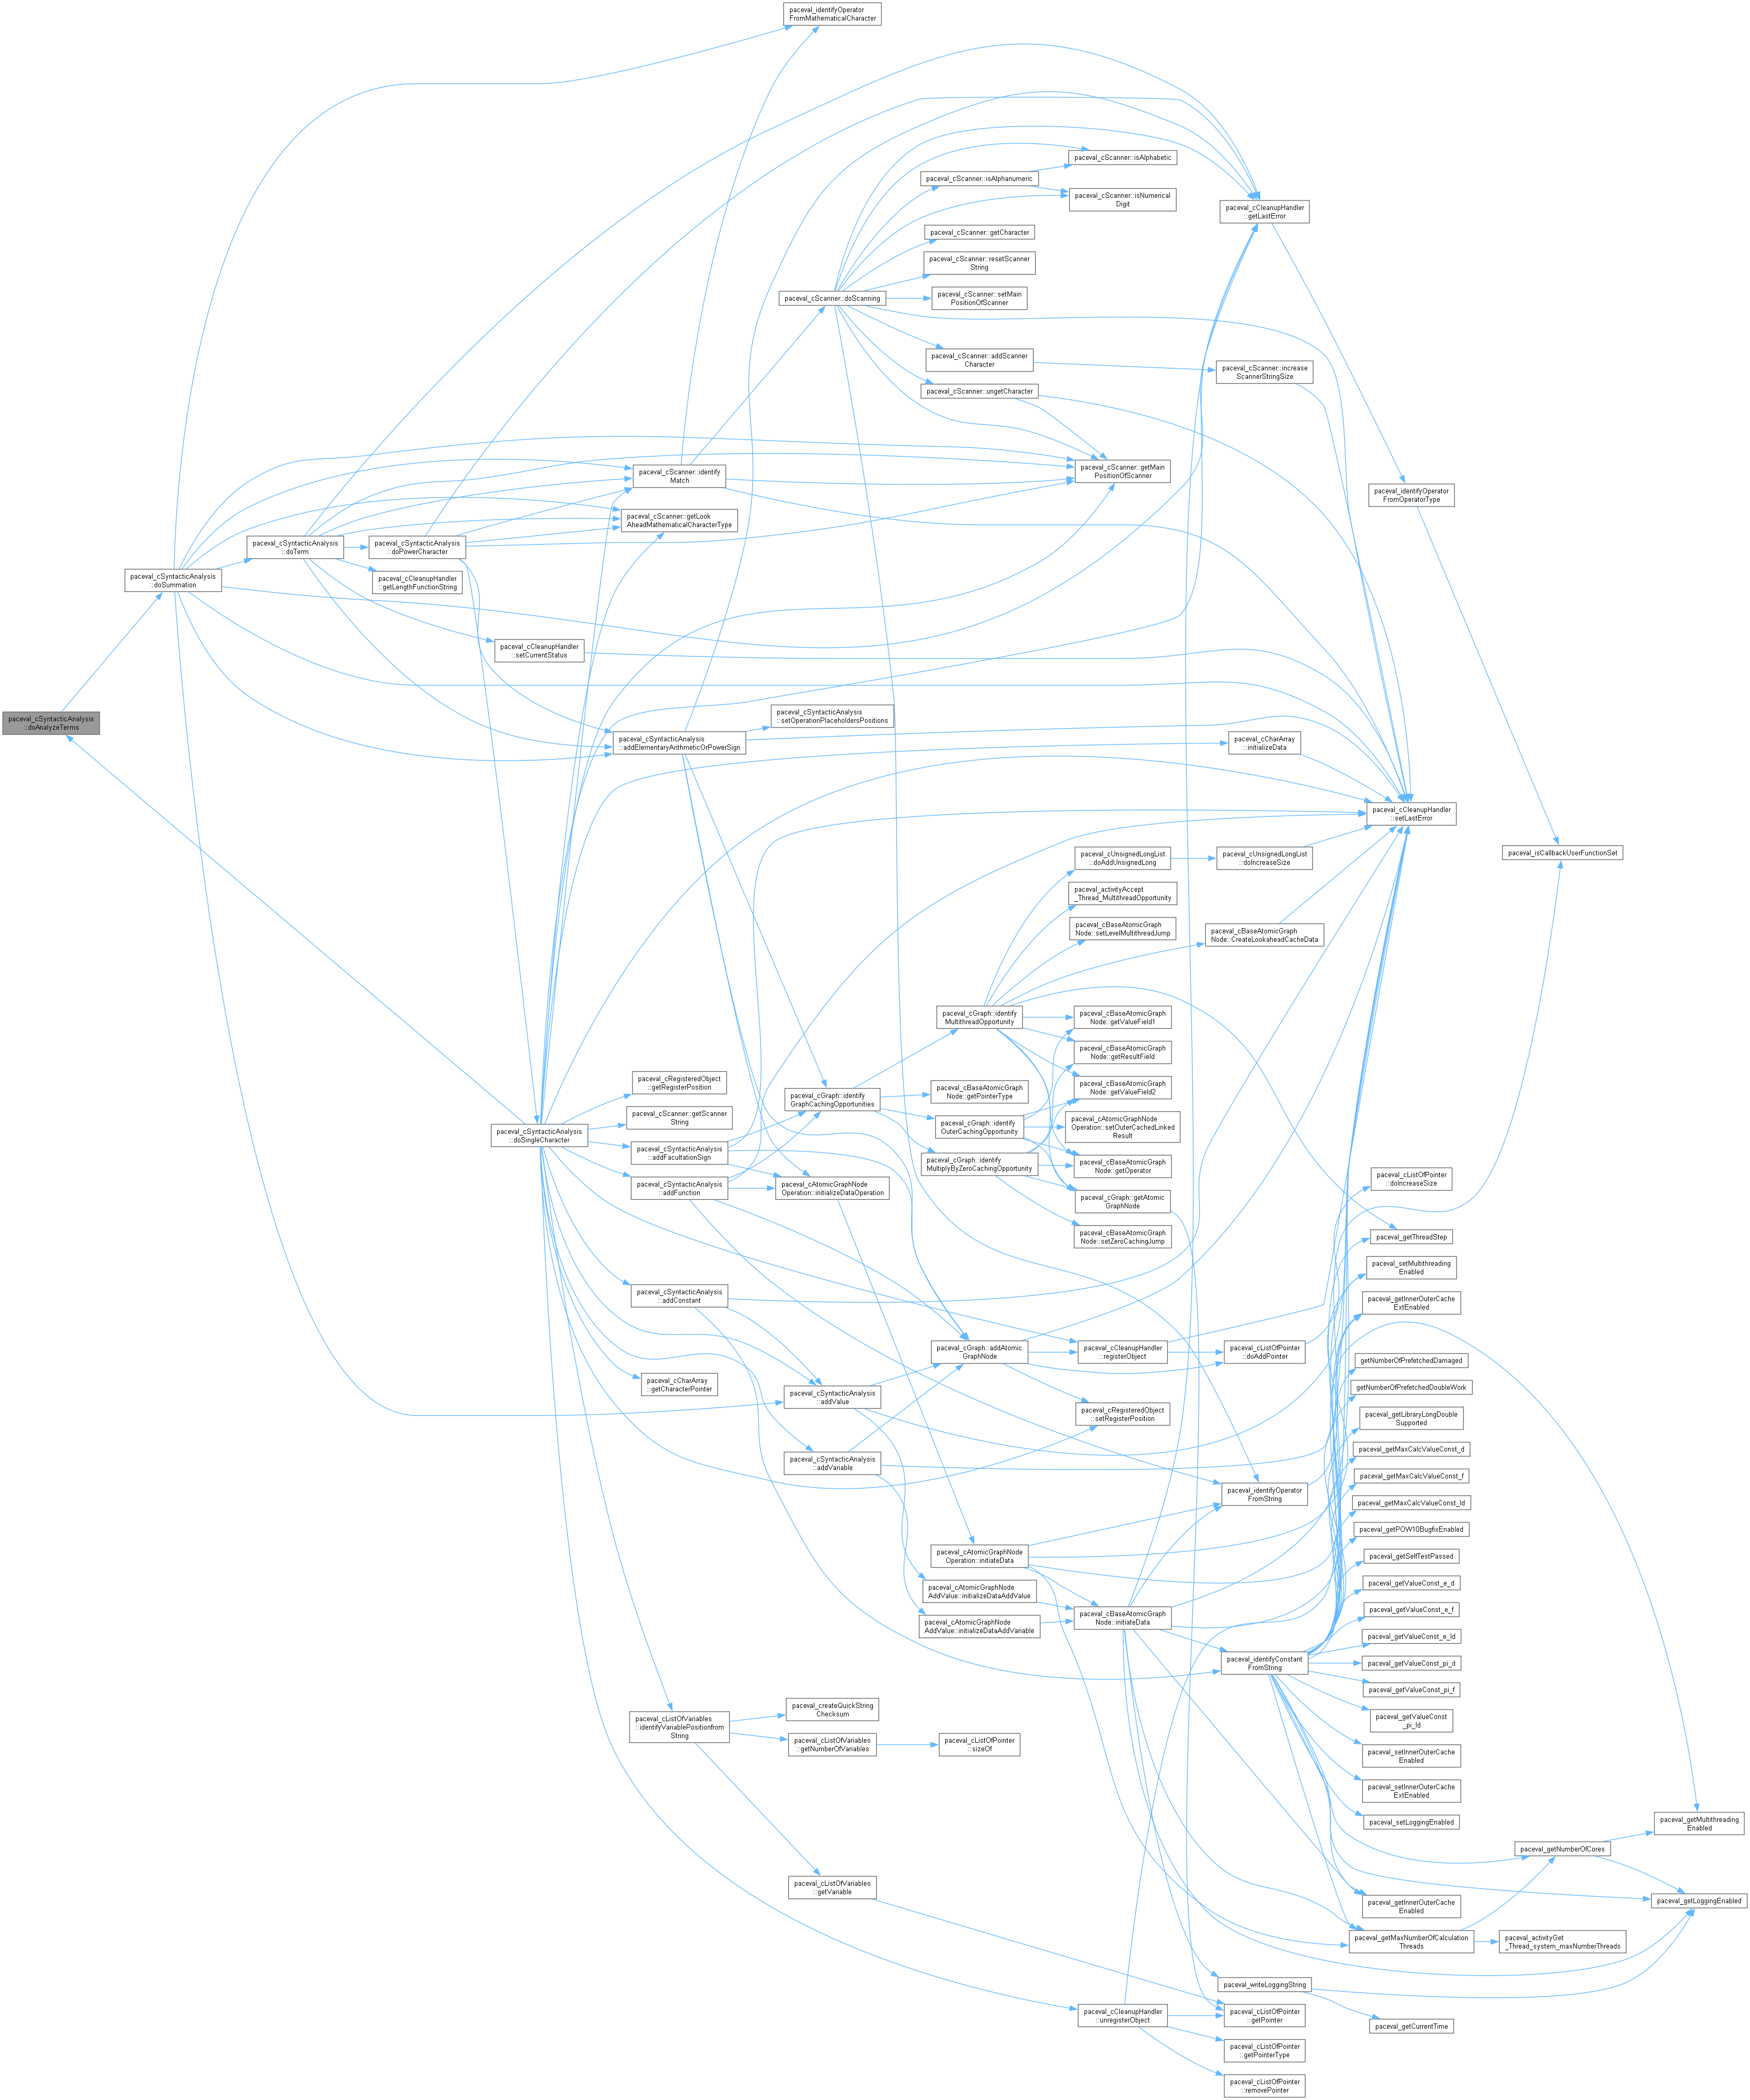 paceval_identifyOperator
FromMathematicalCharacter
paceval_cScanner::isAlphabetic
paceval_cScanner::isAlphanumeric
paceval_cScanner::isNumerical
Digit
paceval_cCleanupHandler
::getLastError
paceval_cScanner::getCharacter
paceval_cScanner::resetScanner
String
paceval_cScanner::doScanning
paceval_cScanner::setMain
PositionOfScanner
paceval_cScanner::addScanner
Character
paceval_cScanner::increase
ScannerStringSize
paceval_cScanner::ungetCharacter
paceval_cScanner::identify
Match
paceval_cScanner::getMain
PositionOfScanner
paceval_identifyOperator
FromOperatorType
paceval_cScanner::getLook
AheadMathematicalCharacterType
paceval_cSyntacticAnalysis
::doTerm
paceval_cSyntacticAnalysis
::doPowerCharacter
paceval_cSyntacticAnalysis
::doSummation
paceval_cCleanupHandler
::getLengthFunctionString
paceval_cCleanupHandler
::setCurrentStatus
paceval_cSyntacticAnalysis
::doAnalyzeTerms
paceval_cSyntacticAnalysis
::setOperationPlaceholdersPositions
paceval_cSyntacticAnalysis
::addElementaryArithmeticOrPowerSign
paceval_cCharArray
::initializeData
paceval_cCleanupHandler
::setLastError
paceval_cUnsignedLongList
::doAddUnsignedLong
paceval_cUnsignedLongList
::doIncreaseSize
paceval_isCallbackUserFunctionSet
paceval_activityAccept
_Thread_MultithreadOpportunity
paceval_cBaseAtomicGraph
Node::setLevelMultithreadJump
paceval_cBaseAtomicGraph
Node::CreateLookaheadCacheData
paceval_cGraph::identify
MultithreadOpportunity
paceval_cBaseAtomicGraph
Node::getValueField1
paceval_cBaseAtomicGraph
Node::getResultField
paceval_cRegisteredObject
::getRegisterPosition
paceval_cGraph::identify
GraphCachingOpportunities
paceval_cBaseAtomicGraph
Node::getPointerType
paceval_cBaseAtomicGraph
Node::getValueField2
paceval_cSyntacticAnalysis
::doSingleCharacter
paceval_cScanner::getScanner
String
paceval_cGraph::identify
OuterCachingOpportunity
paceval_cAtomicGraphNode
Operation::setOuterCachedLinked
Result
paceval_cSyntacticAnalysis
::addFacultationSign
paceval_cGraph::identify
MultiplyByZeroCachingOpportunity
paceval_cBaseAtomicGraph
Node::getOperator
paceval_cListOfPointer
::doIncreaseSize
paceval_cSyntacticAnalysis
::addFunction
paceval_cAtomicGraphNode
Operation::initializeDataOperation
paceval_cGraph::getAtomic
GraphNode
paceval_cBaseAtomicGraph
Node::setZeroCachingJump
paceval_getThreadStep
paceval_setMultithreading
Enabled
paceval_cSyntacticAnalysis
::addConstant
paceval_getInnerOuterCache
ExtEnabled
paceval_cGraph::addAtomic
GraphNode
paceval_cCleanupHandler
::registerObject
paceval_cListOfPointer
::doAddPointer
getNumberOfPrefetchedDamaged
paceval_cCharArray
::getCharacterPointer
paceval_cSyntacticAnalysis
::addValue
getNumberOfPrefetchedDoubleWork
paceval_cRegisteredObject
::setRegisterPosition
paceval_getLibraryLongDouble
Supported
paceval_cSyntacticAnalysis
::addVariable
paceval_getMaxCalcValueConst_d
paceval_getMaxCalcValueConst_f
paceval_identifyOperator
FromString
paceval_getMaxCalcValueConst_ld
paceval_getPOW10BugfixEnabled
paceval_cAtomicGraphNode
Operation::initiateData
paceval_getSelfTestPassed
paceval_getValueConst_e_d
paceval_cAtomicGraphNode
AddValue::initializeDataAddValue
paceval_getValueConst_e_f
paceval_cAtomicGraphNode
AddValue::initializeDataAddVariable
paceval_cBaseAtomicGraph
Node::initiateData
paceval_getValueConst_e_ld
paceval_identifyConstant
FromString
paceval_getValueConst_pi_d
paceval_getValueConst_pi_f
paceval_getValueConst
_pi_ld
paceval_cListOfVariables
::identifyVariablePositionfrom
String
paceval_createQuickString
Checksum
paceval_cListOfVariables
::getNumberOfVariables
paceval_cListOfPointer
::sizeOf
paceval_setInnerOuterCache
Enabled
paceval_setInnerOuterCache
ExtEnabled
paceval_setLoggingEnabled
paceval_getMultithreading
Enabled
paceval_getNumberOfCores
paceval_cListOfVariables
::getVariable
paceval_getInnerOuterCache
Enabled
paceval_getLoggingEnabled
paceval_getMaxNumberOfCalculation
Threads
paceval_activityGet
_Thread_system_maxNumberThreads
paceval_writeLoggingString
paceval_cCleanupHandler
::unregisterObject
paceval_cListOfPointer
::getPointer
paceval_getCurrentTime
paceval_cListOfPointer
::getPointerType
paceval_cListOfPointer
::removePointer